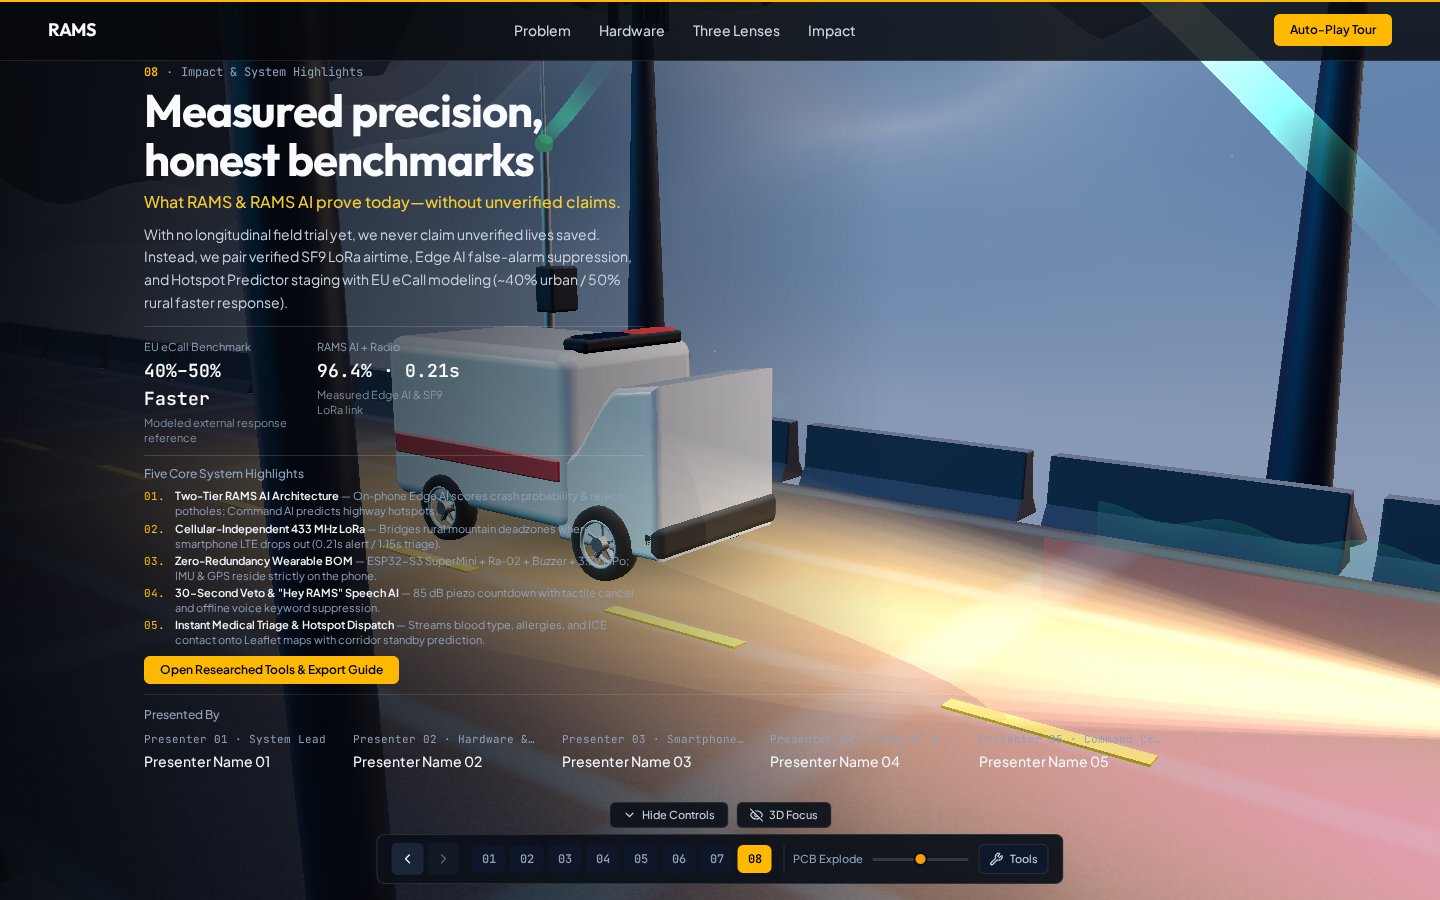 RAMS
Problem
Hardware
Three Lenses
Impact
Auto-Play Tour
08 · Impact & System Highlights
Measured precision,
honest benchmarks
What RAMS & RAMS AI prove today—without unverified claims.
With no longitudinal field trial yet, we never claim unverified lives saved.
Instead, we pair verified SF9 LoRa airtime, Edge AI false-alarm suppression,
and Hotspot Predictor staging with EU eCall modeling (~40% urban / 50%
rural faster response).
EU eCall Benchmark
40%–50%
Faster
Modeled external response
reference
RAMS AI + Radio
96.4% · 0.21s
Measured Edge AI & SF9
LoRa link
Five Core System Highlights
01. Two-Tier RAMS AI Architecture — On-phone Edge AI scores crash probability & rejects
potholes; Command AI predicts highway hotspots.
02. Cellular-Independent 433 MHz LoRa — Bridges rural mountain deadzones where
smartphone LTE drops out (0.21s alert / 1.15s triage).
03. Zero-Redundancy Wearable BOM — ESP32-S3 SuperMini + Ra-02 + Buzzer +
IMU & GPS reside strictly on the phone.
04. 30-Second Veto & "Hey RAMS" Speech AI — 85 dB piezo countdown with tactile cancel
and offline voice keyword suppression.
05. Instant Medical Triage & Hotspot Dispatch — Streams blood type, allergies, and ICE
contact onto Leaflet maps with corridor standby prediction.
Open Researched Tools & Export Guide
Presented By
Presenter 01 · System Lead
Presenter Name 01
Presenter 02 · Hardware &…
Presenter Name 02
Presenter 03 · Smartphone…
Presenter Name 03
Presenter 04 ·
Presenter Name 04
Presenter 05 · Command Ce…
Presenter Name 05
Hide Controls
3D Focus
01
02
03
04
05
06
07
08
PCB Explode
Tools